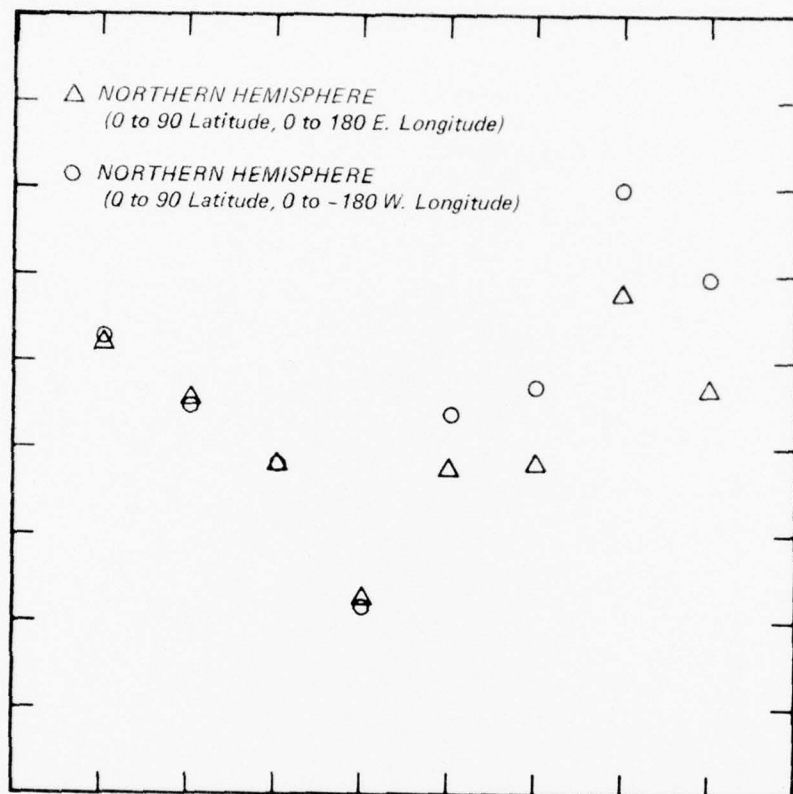 △ NORTHERN HEMISPHERE
(0 to 90 Latitude, 0 to 180 E. Longitude)
○ NORTHERN HEMISPHERE
(0 to 90 Latitude, 0 to -180 W. Longitude)